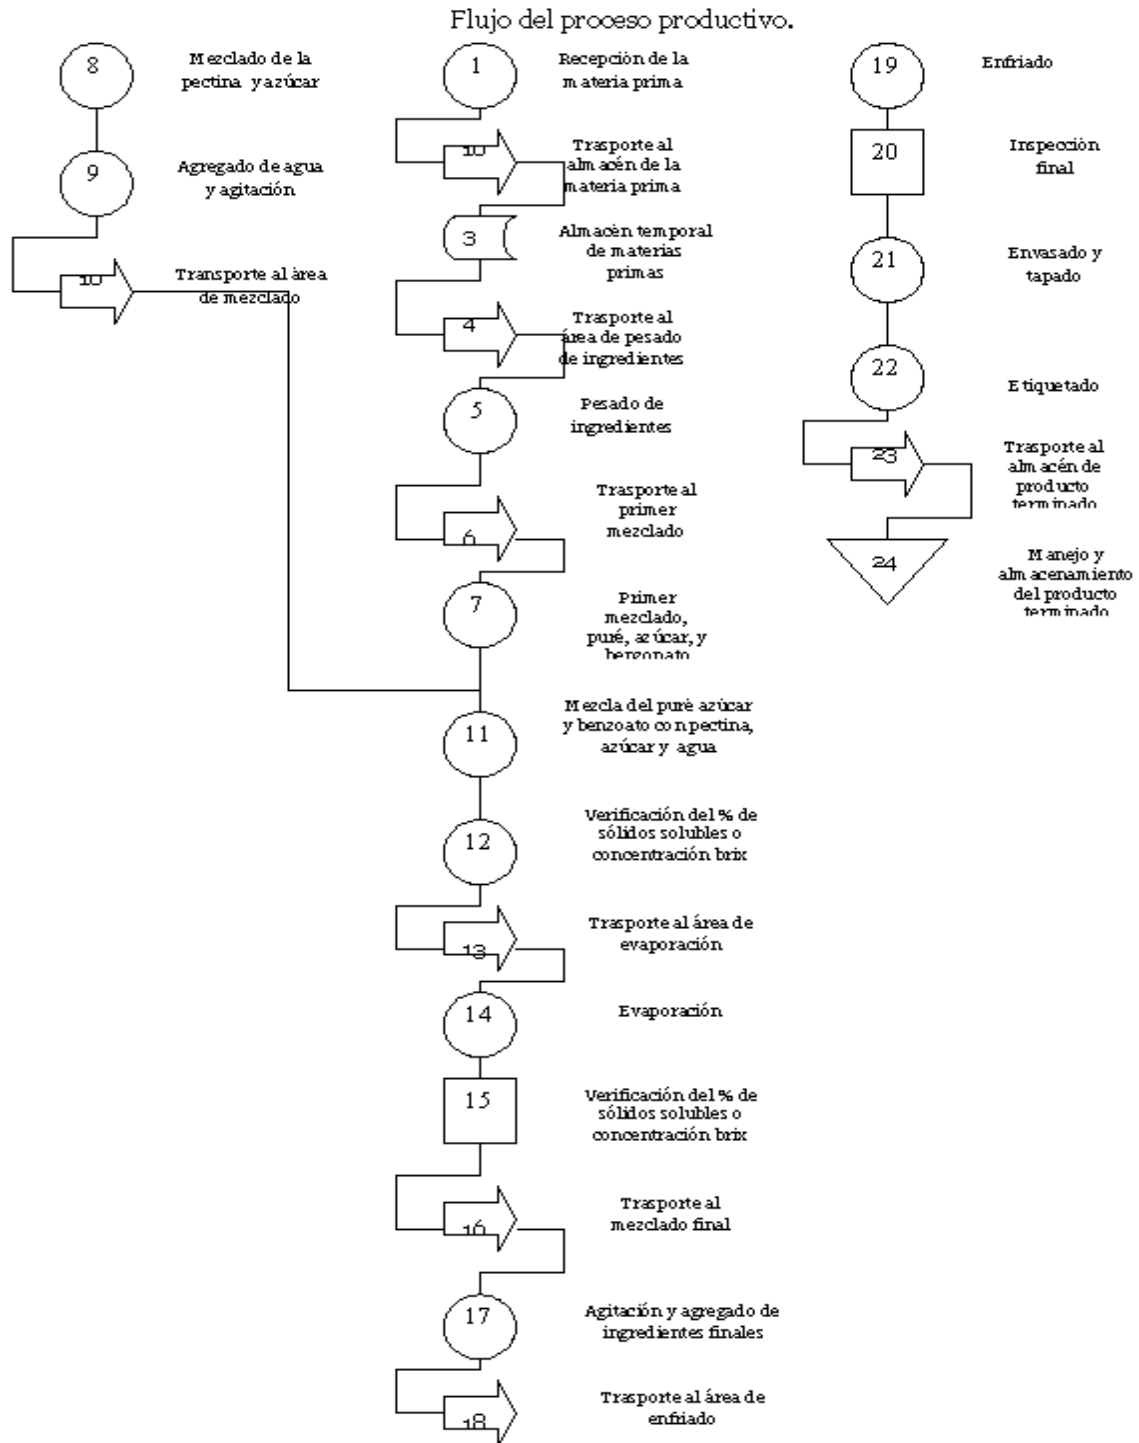 Flujo del proceso productivo.
8
Mezclado de la
pectina y azúcar
9
Agregado de agua
y agitación
10
Transporte al área
de mezclado
1
Recepción de la
materia prima
10
Trasporte al
almacén de la
materia prima
3
Almacén temporal
de materias
primas
4
Trasporte al
área de pesado
de ingredientes
5
Pesado de
ingredientes
6
Trasporte al
primer
mezclado
7
Primer
mezclado,
puré, azúcar, y
benzonato
11
Mezcla del puré azúcar
y benzoato con pectina,
azúcar y agua
12
Verificación del % de
sólidos solubles o
concentración brix
13
Trasporte al área de
evaporación
14
Evaporación
15
Verificación del % de
sólidos solubles o
concentración brix
16
Trasporte al
mezclado final
17
Agitación y agregado de
ingredientes finales
18
Trasporte al área de
enfriado
19
Enfriado
20
Inspección
final
21
Envasado y
tapado
22
Etiquetado
23
Trasporte al
almacén de
producto
terminado
24
Manejo y
almacenamiento
del producto
terminado